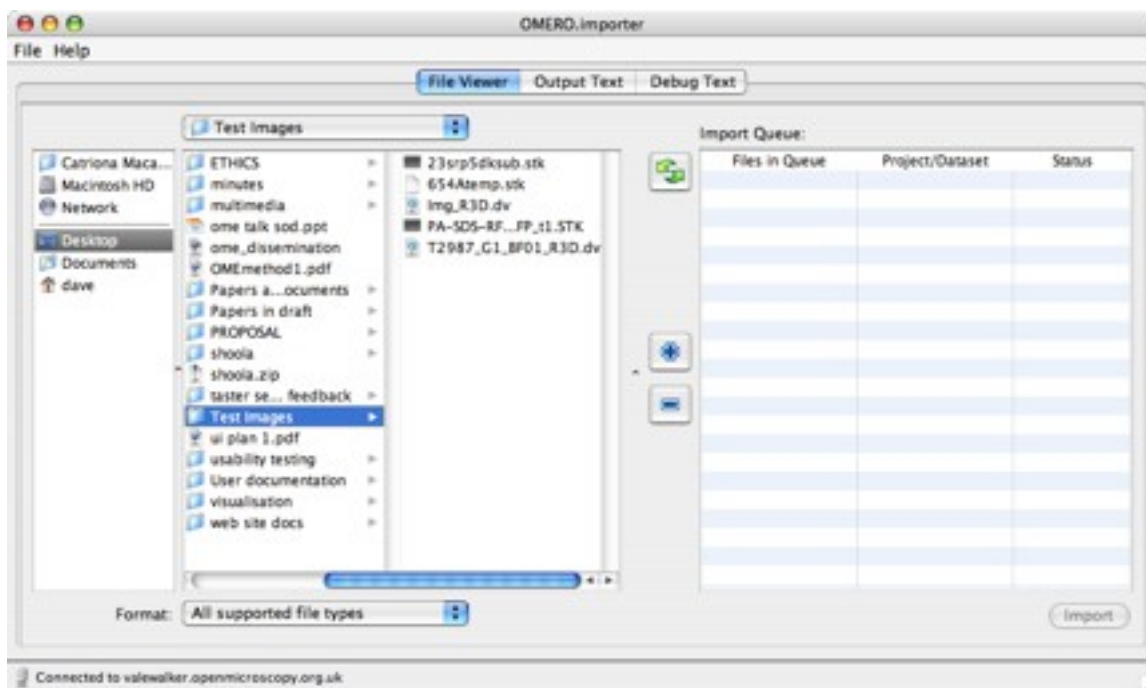 OMERO.importer
File Help
File Viewer Output Text Debug Text
Test Images
Import Queue:
Catriona Maca...
Macintosh HD
Network
Desktop
Documents
dave
ETHICS
minutes
multimedia
ome talk sod.ppt
ome_dissemination
OMEmethod1.pdf
Papers a...ocuments
Papers in draft
PROPOSAL
shoola
shoola.zip
taster se... feedback
Test Images
ui plan 1.pdf
usability testing
User documentation
visualisation
web site docs
23srp5dksub.stk
654Atemp.stk
Img_R3D.dv
PA-SDS-RF...FP_t1.STK
T2987_G1_BF01_R3D.dv
Files in Queue Project/Dataset Status
Format: All supported file types
Import
Connected to valewalker.openmicroscopy.org.uk